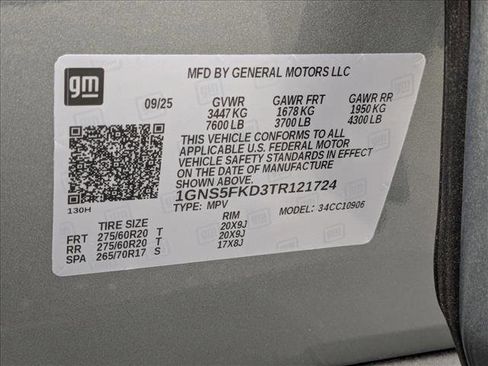 gm
MFD BY GENERAL MOTORS LLC
09/25 GVWR GAWR FRT GAWR RR
3447 KG 1678 KG 1950 KG
7600 LB 3700 LB 4300 LB
THIS VEHICLE CONFORMS TO ALL
APPLICABLE U.S. FEDERAL MOTOR
VEHICLE SAFETY STANDARDS IN EFFECT
ON THE DATE OF MANUFACTURE
SHOWN ABOVE.
1GNS5FKD3TR121724
TYPE: MPV MODEL: 34CC10906
130H
TIRE SIZE RIM
FRT 275/60R20 T 20X9J
RR 275/60R20 T 20X9J
SPA 265/70R17 S 17X8J